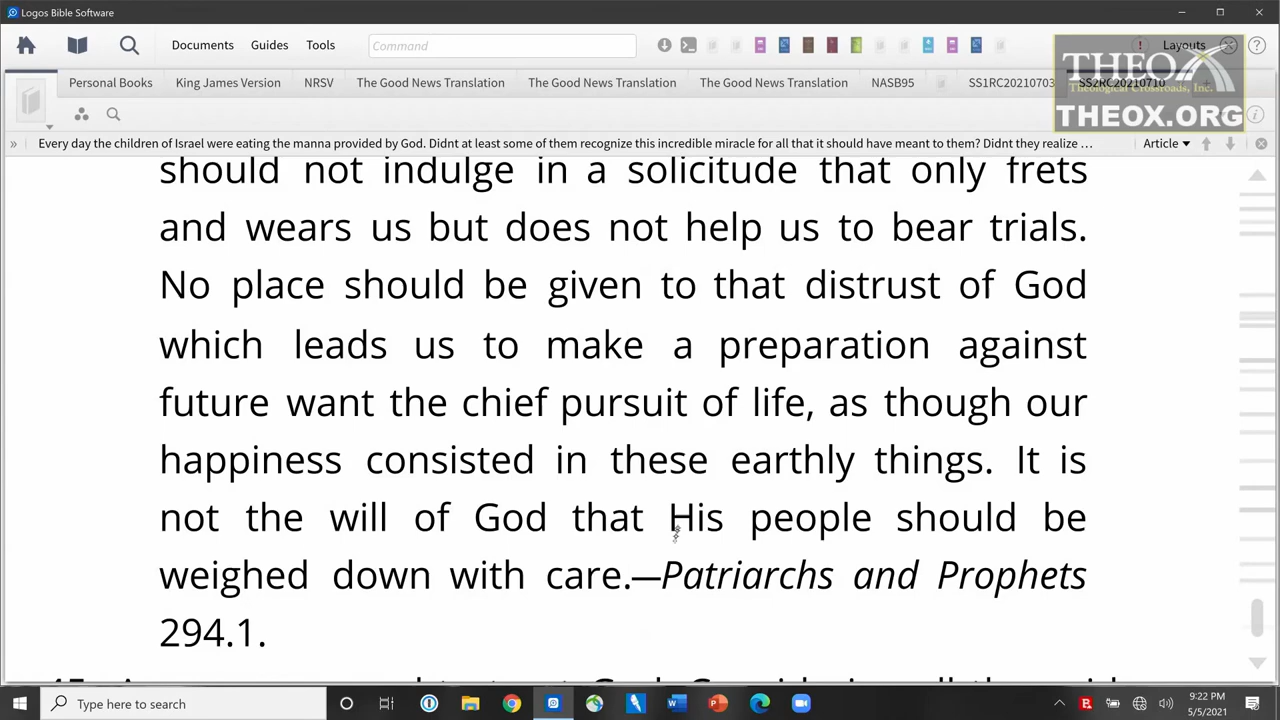 Logos Bible Software
Documents Guides Tools Command Layouts
THEOX
Theological Crossroads, Inc.
THEOX.ORG
Personal Books King James Version NRSV The Good News Translation The Good News Translation The Good News Translation NASB95 SS1RC20210703 SS2RC20210710
» Every day the children of Israel were eating the manna provided by God. Didnt at least some of them recognize this incredible miracle for all that it should have meant to them? Didnt they realize … Article
should not indulge in a solicitude that only frets
and wears us but does not help us to bear trials.
No place should be given to that distrust of God
which leads us to make a preparation against
future want the chief pursuit of life, as though our
happiness consisted in these earthly things. It is
not the will of God that His people should be
weighed down with care.—Patriarchs and Prophets
294.1.
Type here to search
9:22 PM
5/5/2021